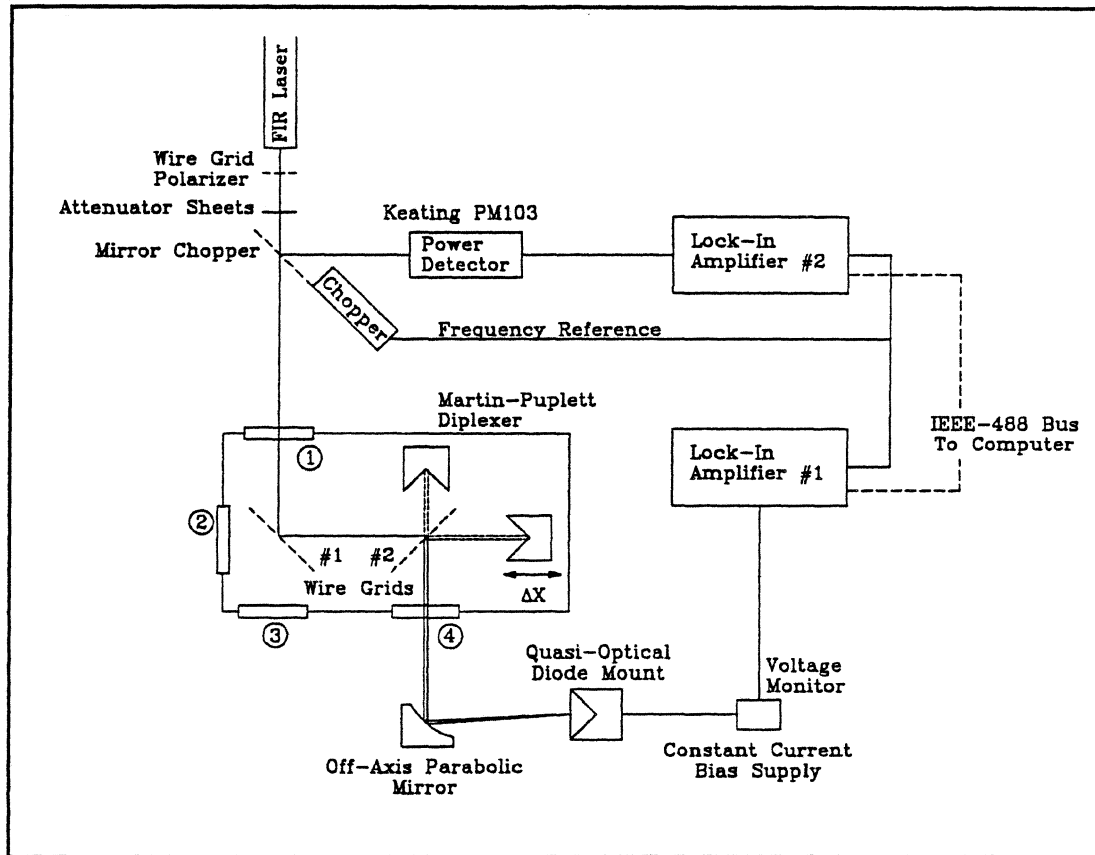 FIR Laser
Wire Grid
Polarizer
Attenuator Sheets
Mirror Chopper
Keating PM103
Power
Detector
Lock-In
Amplifier #2
Chopper
Frequency Reference
Martin-Puplett
Diplexer
IEEE-488 Bus
To Computer
Lock-In
Amplifier #1
①
②
#1
#2
Wire Grids
ΔX
③
④
Quasi-Optical
Diode Mount
Voltage
Monitor
Off-Axis Parabolic
Mirror
Constant Current
Bias Supply